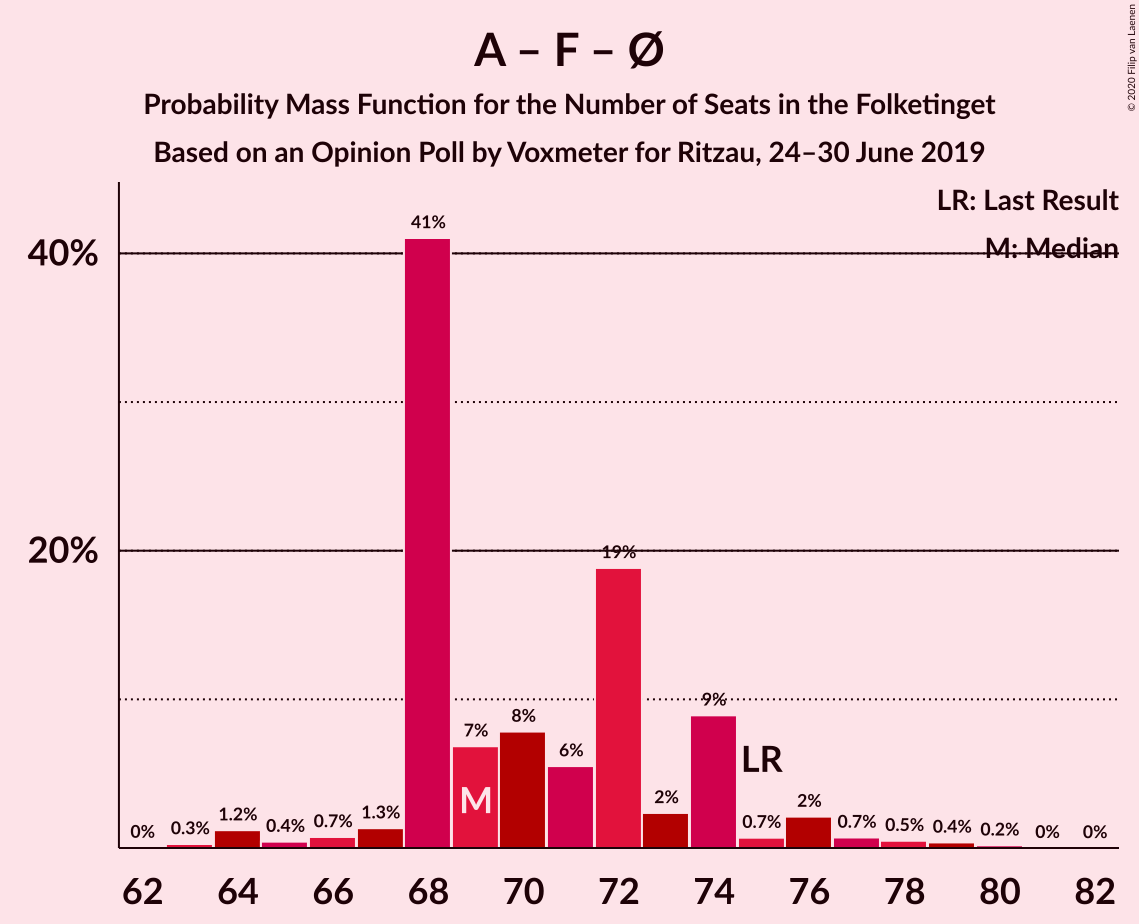 A – F – Ø
Probability Mass Function for the Number of Seats in the Folketinget
Based on an Opinion Poll by Voxmeter for Ritzau, 24–30 June 2019
© 2020 Filip van Laenen
LR: Last Result
M: Median
40%
20%
0%
0.3%
1.2%
0.4%
0.7%
1.3%
41%
7%
8%
6%
19%
2%
9%
0.7%
2%
0.7%
0.5%
0.4%
0.2%
0%
0%
M
LR
62 64 66 68 70 72 74 76 78 80 82